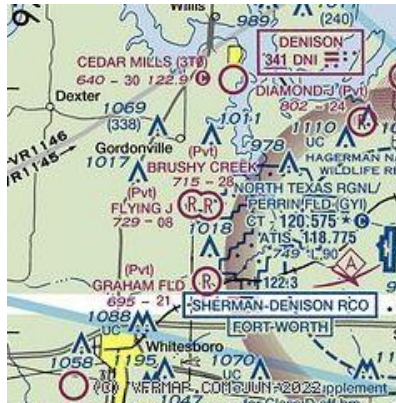 Willis
989
(240)
CEDAR MILLS (3T0)
640 - 30 122.9 C
DENISON
341 DNI
DIAMOND J (Pvt)
802 - 24
Dexter
1069
(338)
1011
1110
UC
R
VR1146
VR1145
Gordonville
1017
(Pvt)
BRUSHY CREEK
715 - 28
978
HAGERMAN NA
WILDLIFE RE
(Pvt)
FLYING J
729 - 08
R
R
NORTH TEXAS RGNL/
PERRIN FLD (GYI)
CT - 120.575 * C
ATIS 118.775
749 L 90
1018
A
(Pvt)
GRAHAM FLD
695 - 21
R
122.3
SHERMAN-DENISON RCO
FORT WORTH
1088
UC
Whitesboro
1058
1195
1070
UC
1047
(C) VFRMAP.COM JUN-2022
supplement